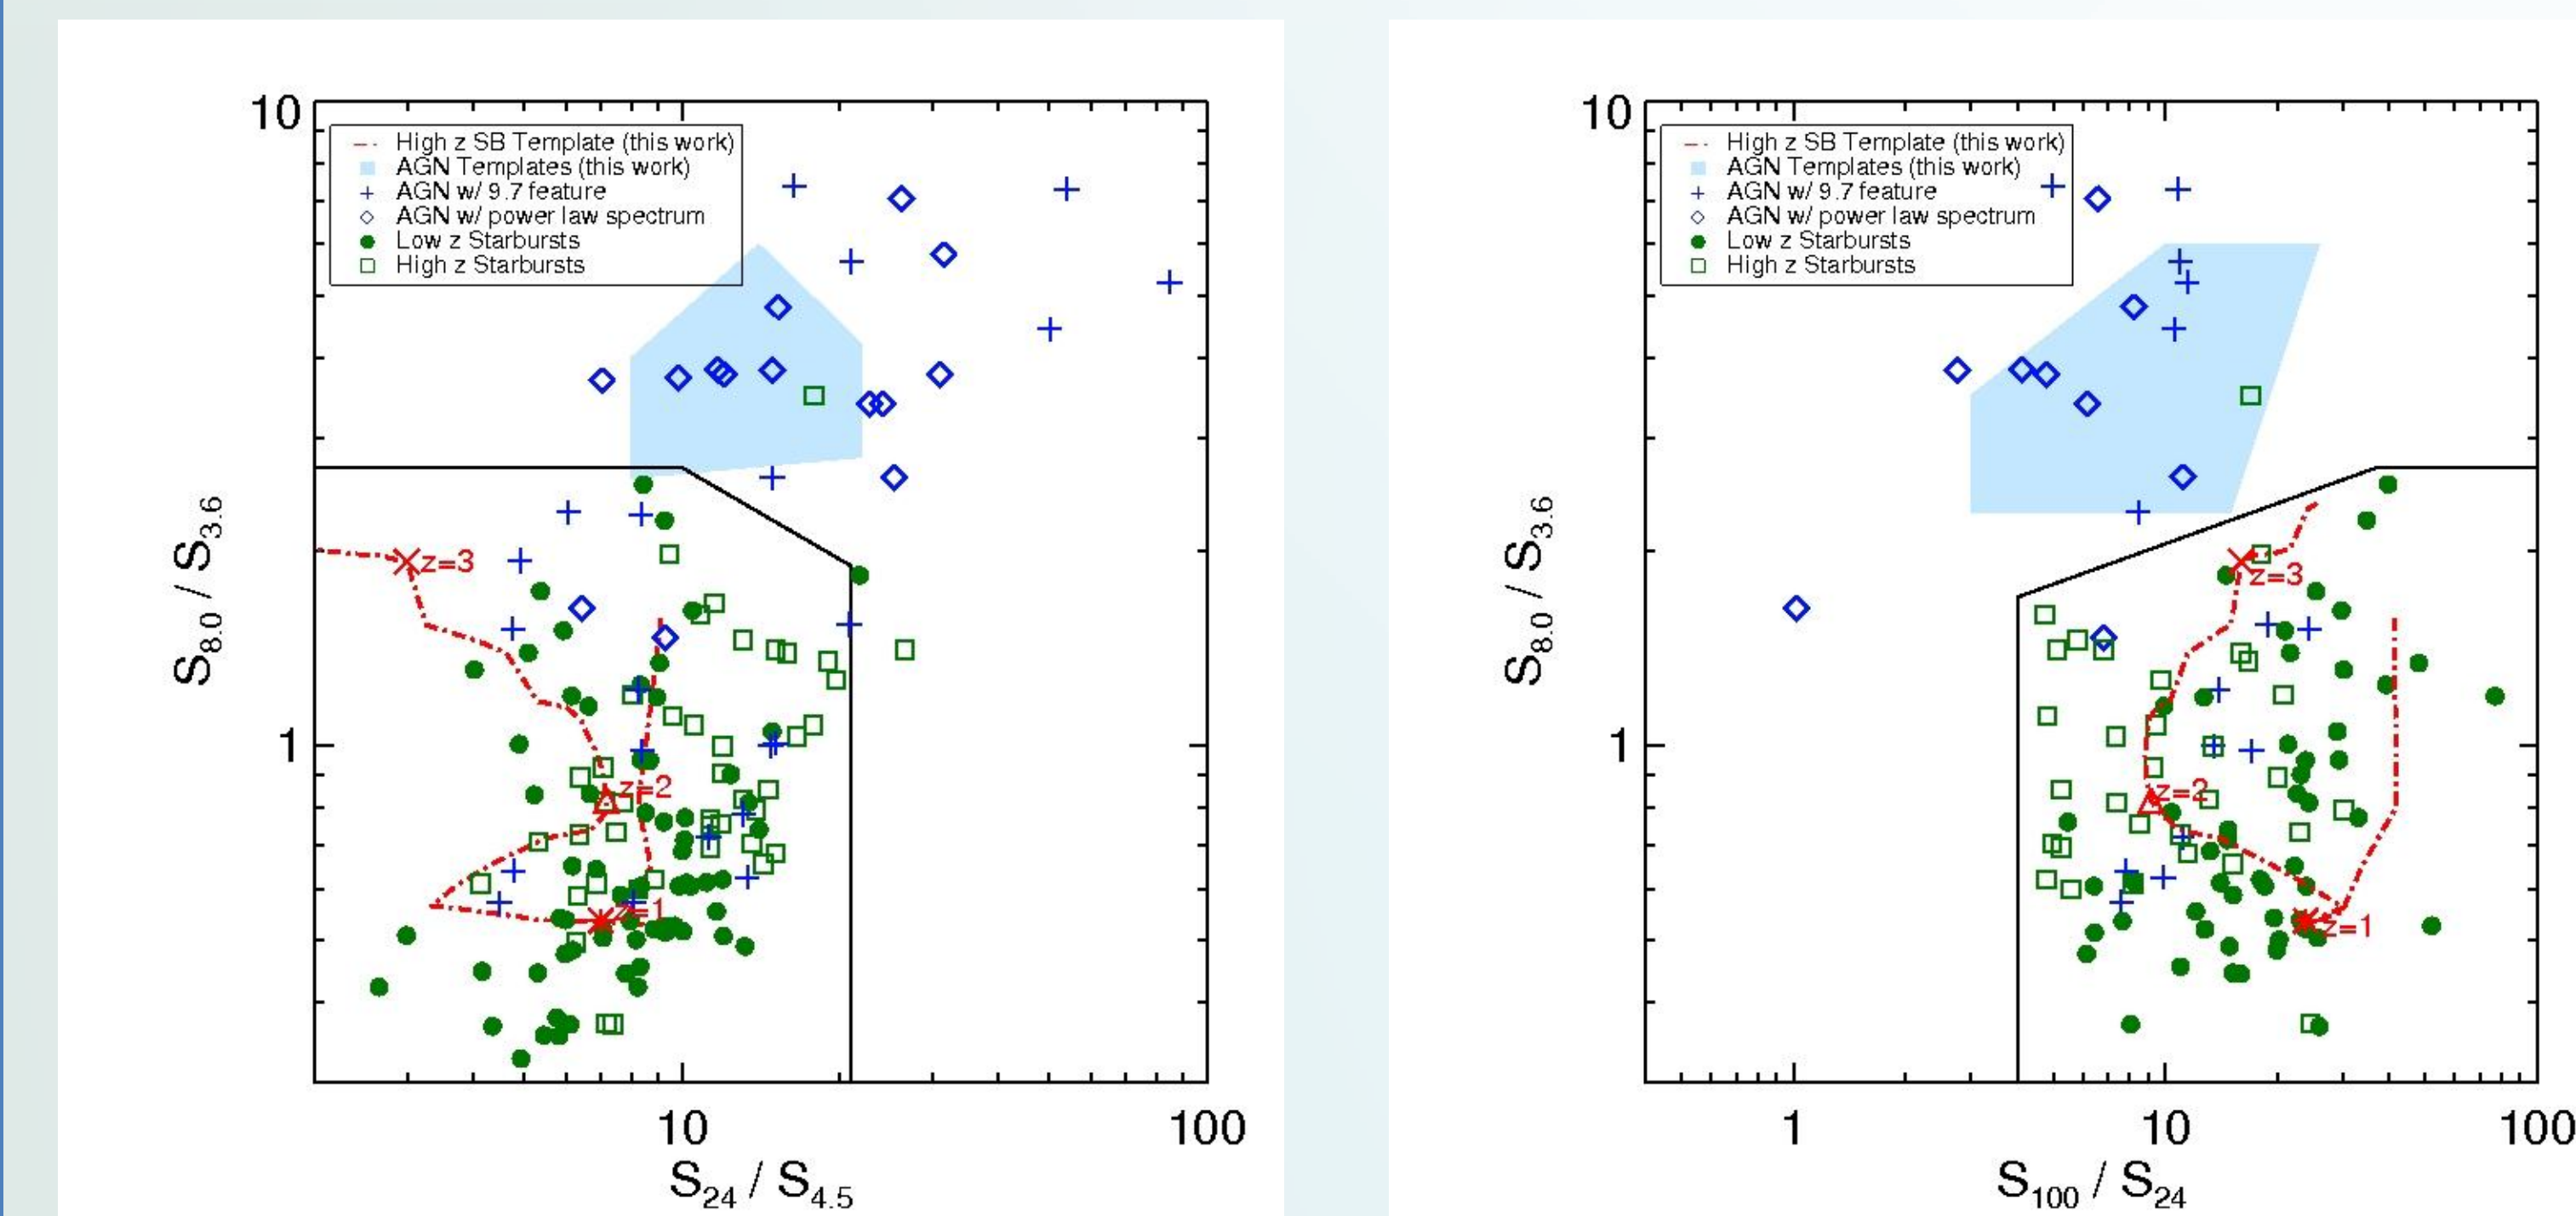 10
High z SB Template (this work)
AGN Templates (this work)
AGN w/ 9.7 feature
AGN w/ power law spectrum
Low z Starbursts
High z Starbursts
S8.0 / S3.6
z=3
1
z=2
z=1
10
100
S24 / S4.5
10
High z SB Template (this work)
AGN Templates (this work)
AGN w/ 9.7 feature
AGN w/ power law spectrum
Low z Starbursts
High z Starbursts
S8.0 / S3.6
z=3
1
z=2
z=1
1
10
100
S100 / S24